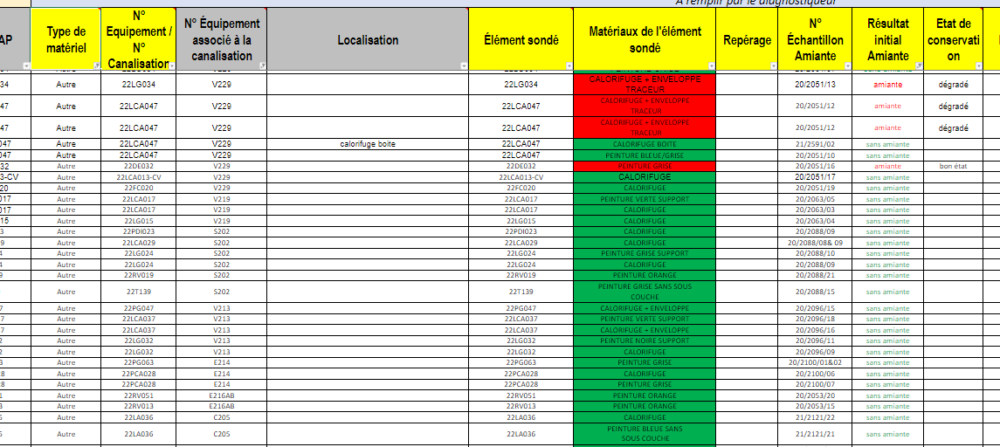 A remplir par le diagnostiqueur
AP Type de matériel N° Equipement / N° Canalisation N° Équipement associé à la canalisation Localisation Élément sondé Matériaux de l'élément sondé Repérage N° Échantillon Amiante Résultat initial Amiante Etat de conservati on
34 Autre 22LG034 V229 22LG034 CALORIFUGE + ENVELOPPE TRACEUR 20/2051/13 amiante dégradé
47 Autre 22LCA047 V229 22LCA047 CALORIFUGE + ENVELOPPE TRACEUR 20/2051/12 amiante dégradé
47 Autre 22LCA047 V229 22LCA047 CALORIFUGE + ENVELOPPE TRACEUR 20/2051/12 amiante dégradé
047 Autre 22LCA047 V229 calorifuge boite 22LCA047 CALORIFUGE BOITE 21/2591/02 sans amiante
047 Autre 22LCA047 V229 22LCA047 PEINTURE BLEUE/GRISE 20/2051/10 sans amiante
32 Autre 22DE032 V229 22DE032 PEINTURE GRISE 20/2051/16 amiante bon état
3-CV Autre 22LCA013-CV V229 22LCA013-CV CALORIFUGE 20/2051/17 sans amiante
20 Autre 22FC020 V229 22FC020 CALORIFUGE 20/2051/19 sans amiante
017 Autre 22LCA017 V219 22LCA017 PEINTURE VERTE SUPPORT 20/2063/05 sans amiante
017 Autre 22LCA017 V219 22LCA017 CALORIFUGE 20/2063/03 sans amiante
15 Autre 22LG015 V219 22LG015 CALORIFUGE 20/2063/04 sans amiante
3 Autre 22PDI023 S202 22PDI023 CALORIFUGE 20/2088/09 sans amiante
9 Autre 22LCA029 S202 22LCA029 CALORIFUGE 20/2088/08& 09 sans amiante
4 Autre 22LG024 S202 22LG024 PEINTURE GRISE SUPPORT 20/2088/10 sans amiante
4 Autre 22LG024 S202 22LG024 CALORIFUGE 20/2088/09 sans amiante
9 Autre 22RV019 S202 22RV019 PEINTURE ORANGE 20/2088/21 sans amiante
Autre 22T139 S202 22T139 PEINTURE GRISE SANS SOUS COUCHE 20/2088/15 sans amiante
7 Autre 22PG047 V213 22PG047 CALORIFUGE + ENVELOPPE 20/2096/15 sans amiante
7 Autre 22LCA037 V213 22LCA037 PEINTURE VERTE SUPPORT 20/2096/18 sans amiante
7 Autre 22LCA037 V213 22LCA037 CALORIFUGE + ENVELOPPE 20/2096/16 sans amiante
2 Autre 22LG032 V213 22LG032 PEINTURE NOIRE SUPPORT 20/2096/11 sans amiante
2 Autre 22LG032 V213 22LG032 CALORIFUGE 20/2096/09 sans amiante
3 Autre 22PG063 E214 22PG063 PEINTURE GRISE 20/2100/01&02 sans amiante
28 Autre 22PCA028 E214 22PCA028 CALORIFUGE 20/2100/06 sans amiante
28 Autre 22PCA028 E214 22PCA028 PEINTURE GRISE 20/2100/07 sans amiante
1 Autre 22RV051 E216AB 22RV051 PEINTURE ORANGE 20/2053/20 sans amiante
3 Autre 22RV013 E216AB 22RV013 PEINTURE ORANGE 20/2053/15 sans amiante
Autre 22LA036 C205 22LA036 CALORIFUGE 21/2121/22 sans amiante
Autre 22LA036 C205 22LA036 PEINTURE BLEUE SANS SOUS COUCHE 21/2121/21 sans amiante